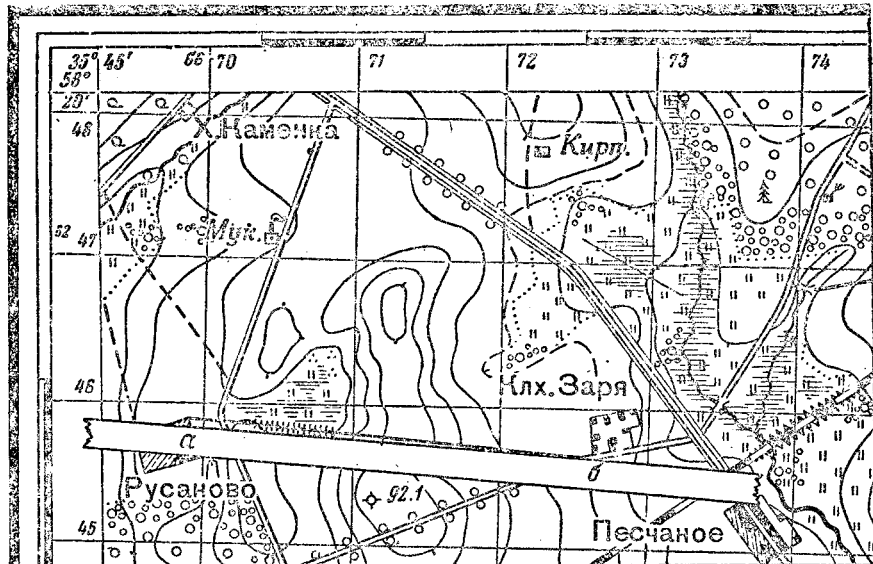 35° 45' 66 70 71 72 73 74
58°
20'
48
Х. Каменка
Кирп.
Мук.
62 47
46
Клх. Заря
а
б
Русаново
92.1
Песчаное
45